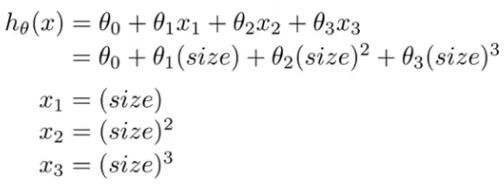 hθ(x) = θ₀ + θ₁x₁ + θ₂x₂ + θ₃x₃
= θ₀ + θ₁(size) + θ₂(size)² + θ₃(size)³
x₁ = (size)
x₂ = (size)²
x₃ = (size)³